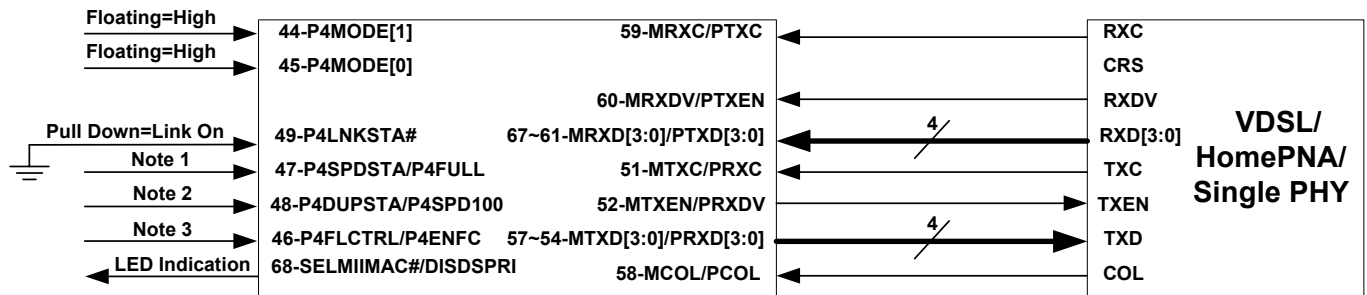 Floating=High
44-P4MODE[1]
59-MRXC/PTXC
RXC
Floating=High
45-P4MODE[0]
CRS
60-MRXDV/PTXEN
RXDV
Pull Down=Link On
49-P4LNKSTA#
67~61-MRXD[3:0]/PTXD[3:0]
4
RXD[3:0]
VDSL/
HomePNA/
Single PHY
Note 1
47-P4SPDSTA/P4FULL
51-MTXC/PRXC
TXC
Note 2
48-P4DUPSTA/P4SPD100
52-MTXEN/PRXDV
TXEN
Note 3
46-P4FLCTRL/P4ENFC
57~54-MTXD[3:0]/PRXD[3:0]
4
TXD
LED Indication
68-SELMIIMAC#/DISDSPRI
58-MCOL/PCOL
COL